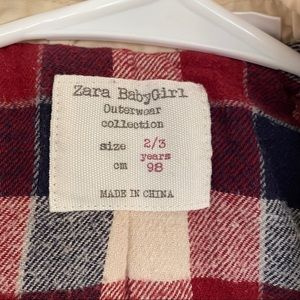 Zara BabyGirl
Outerwear
collection
size 2/3
years
cm 98
MADE IN CHINA